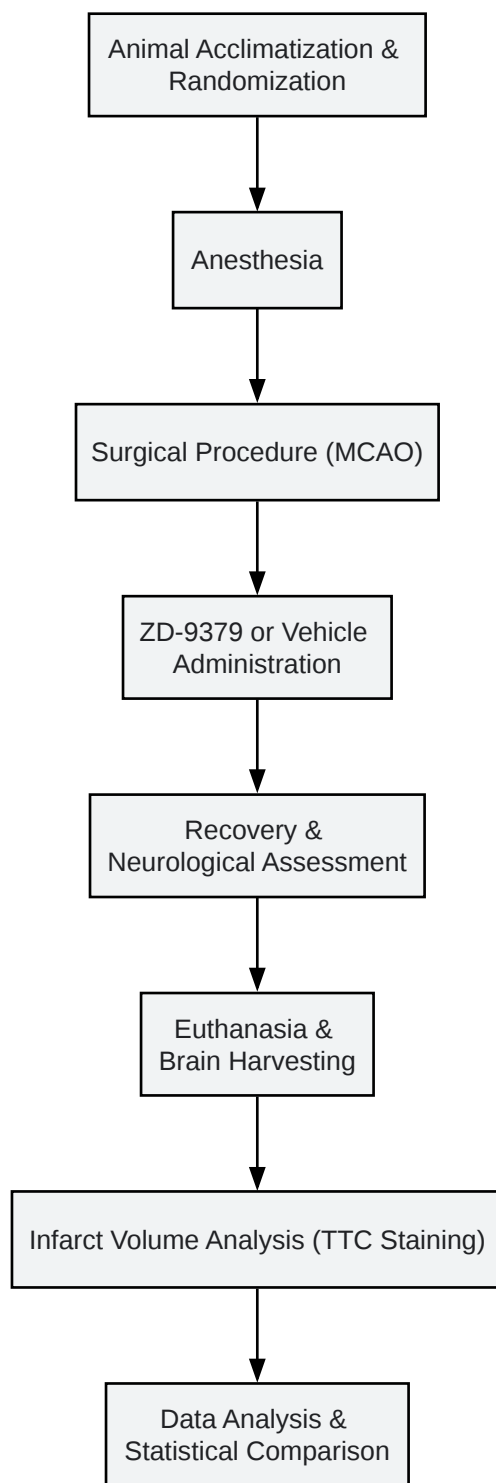 Animal Acclimatization &
Randomization
Anesthesia
Surgical Procedure (MCAO)
ZD-9379 or Vehicle
Administration
Recovery &
Neurological Assessment
Euthanasia &
Brain Harvesting
Infarct Volume Analysis (TTC Staining)
Data Analysis &
Statistical Comparison